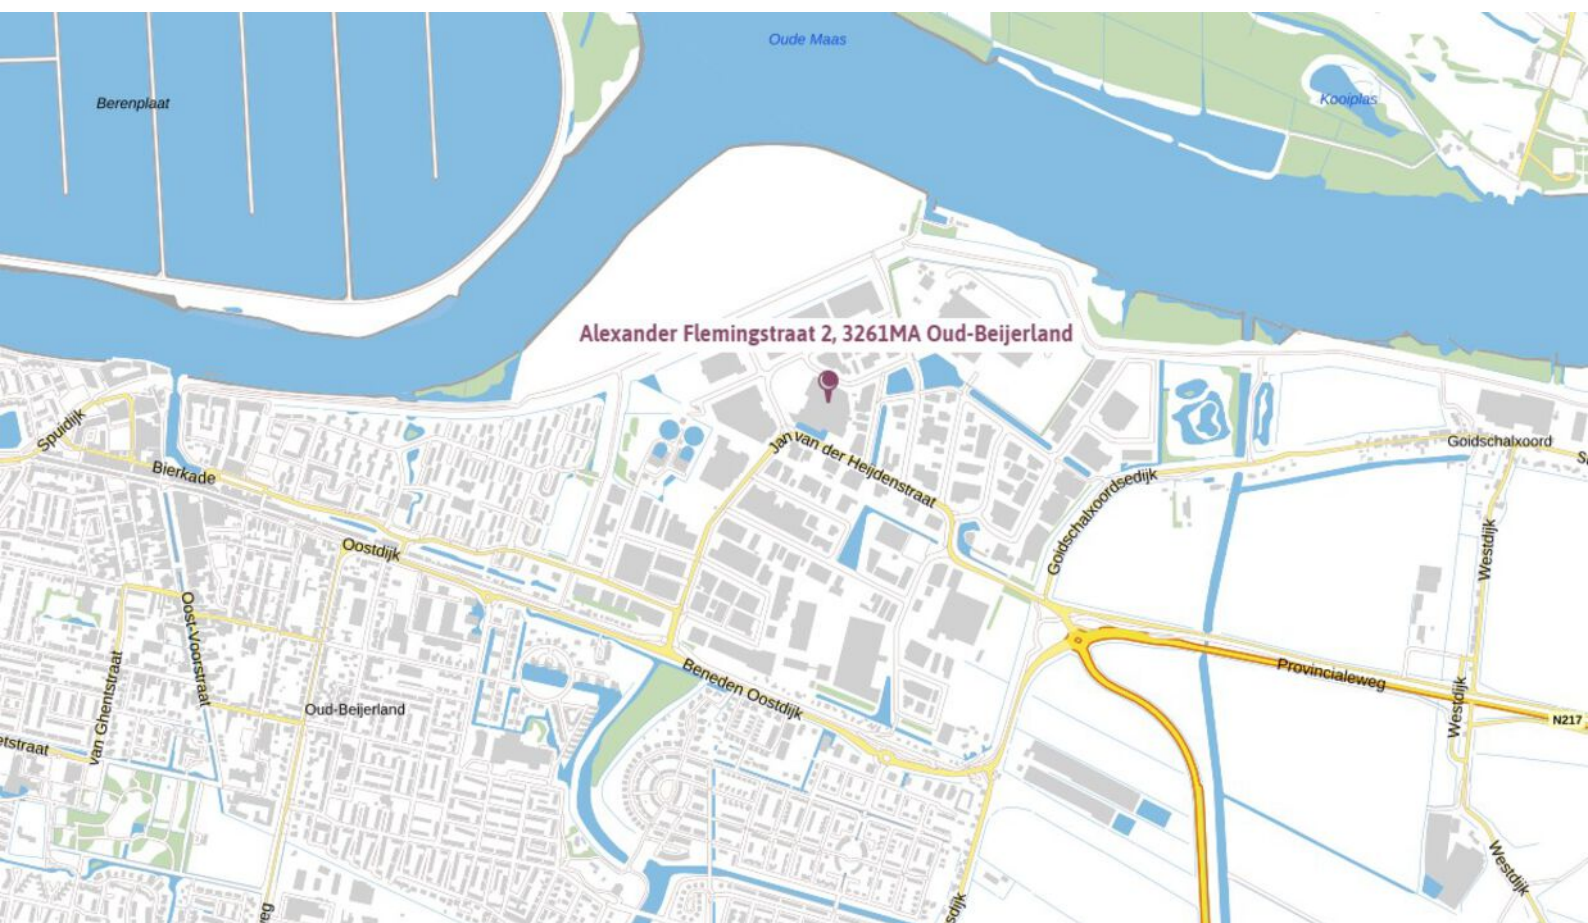 Oude Maas
Berenplaat
Kooiplas
Alexander Flemingstraat 2, 3261MA Oud-Beijerland
Spuidijk
Jan van der Heijdenstraat
Goidschalxoord
Bierkade
Goidschalxoordsedijk
Oostdijk
Westdijk
Oost-Voorstraat
van Ghentstraat
Beneden Oostdijk
Provincialeweg
Westdijk
Oud-Beijerland
N217
etstraat
Westdijk